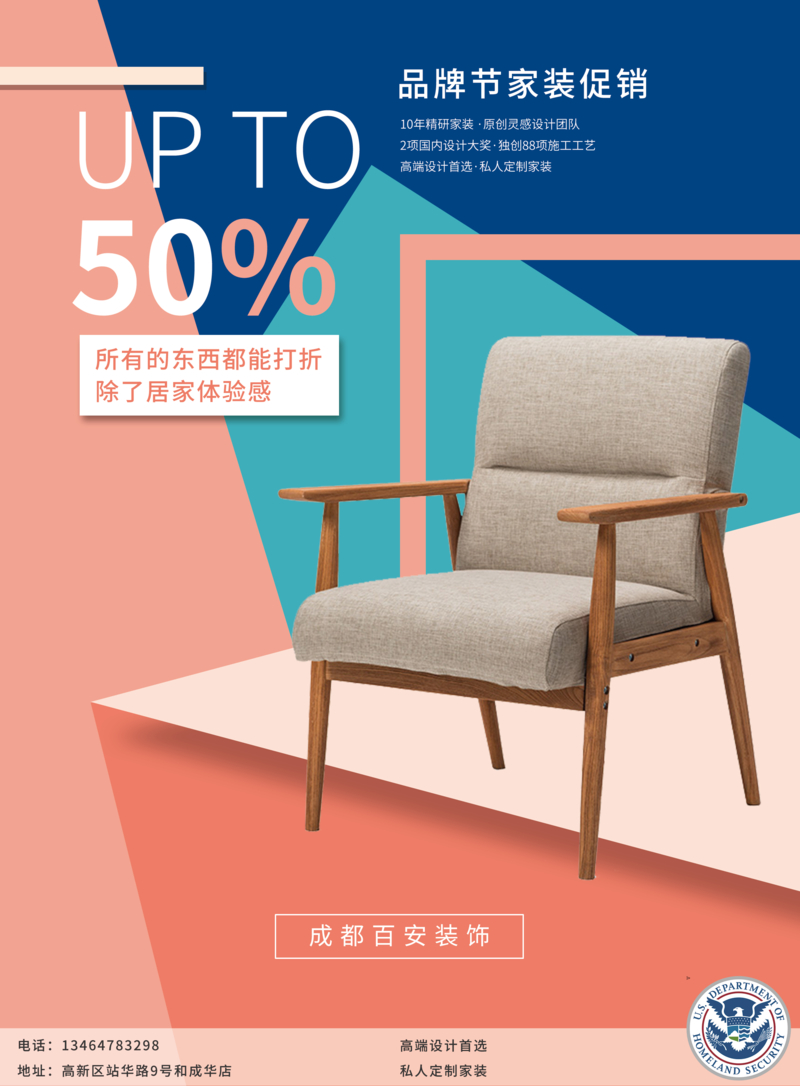 品牌节家装促销
10年精研家装·原创灵感设计团队
2项国内设计大奖·独创88项施工工艺
高端设计首选·私人定制家装
UP TO
50%
所有的东西都能打折
除了居家体验感
成都百安装饰
U.S. DEPARTMENT OF
HOMELAND SECURITY
电话：13464783298
高端设计首选
地址：高新区站华路9号和成华店
私人定制家装